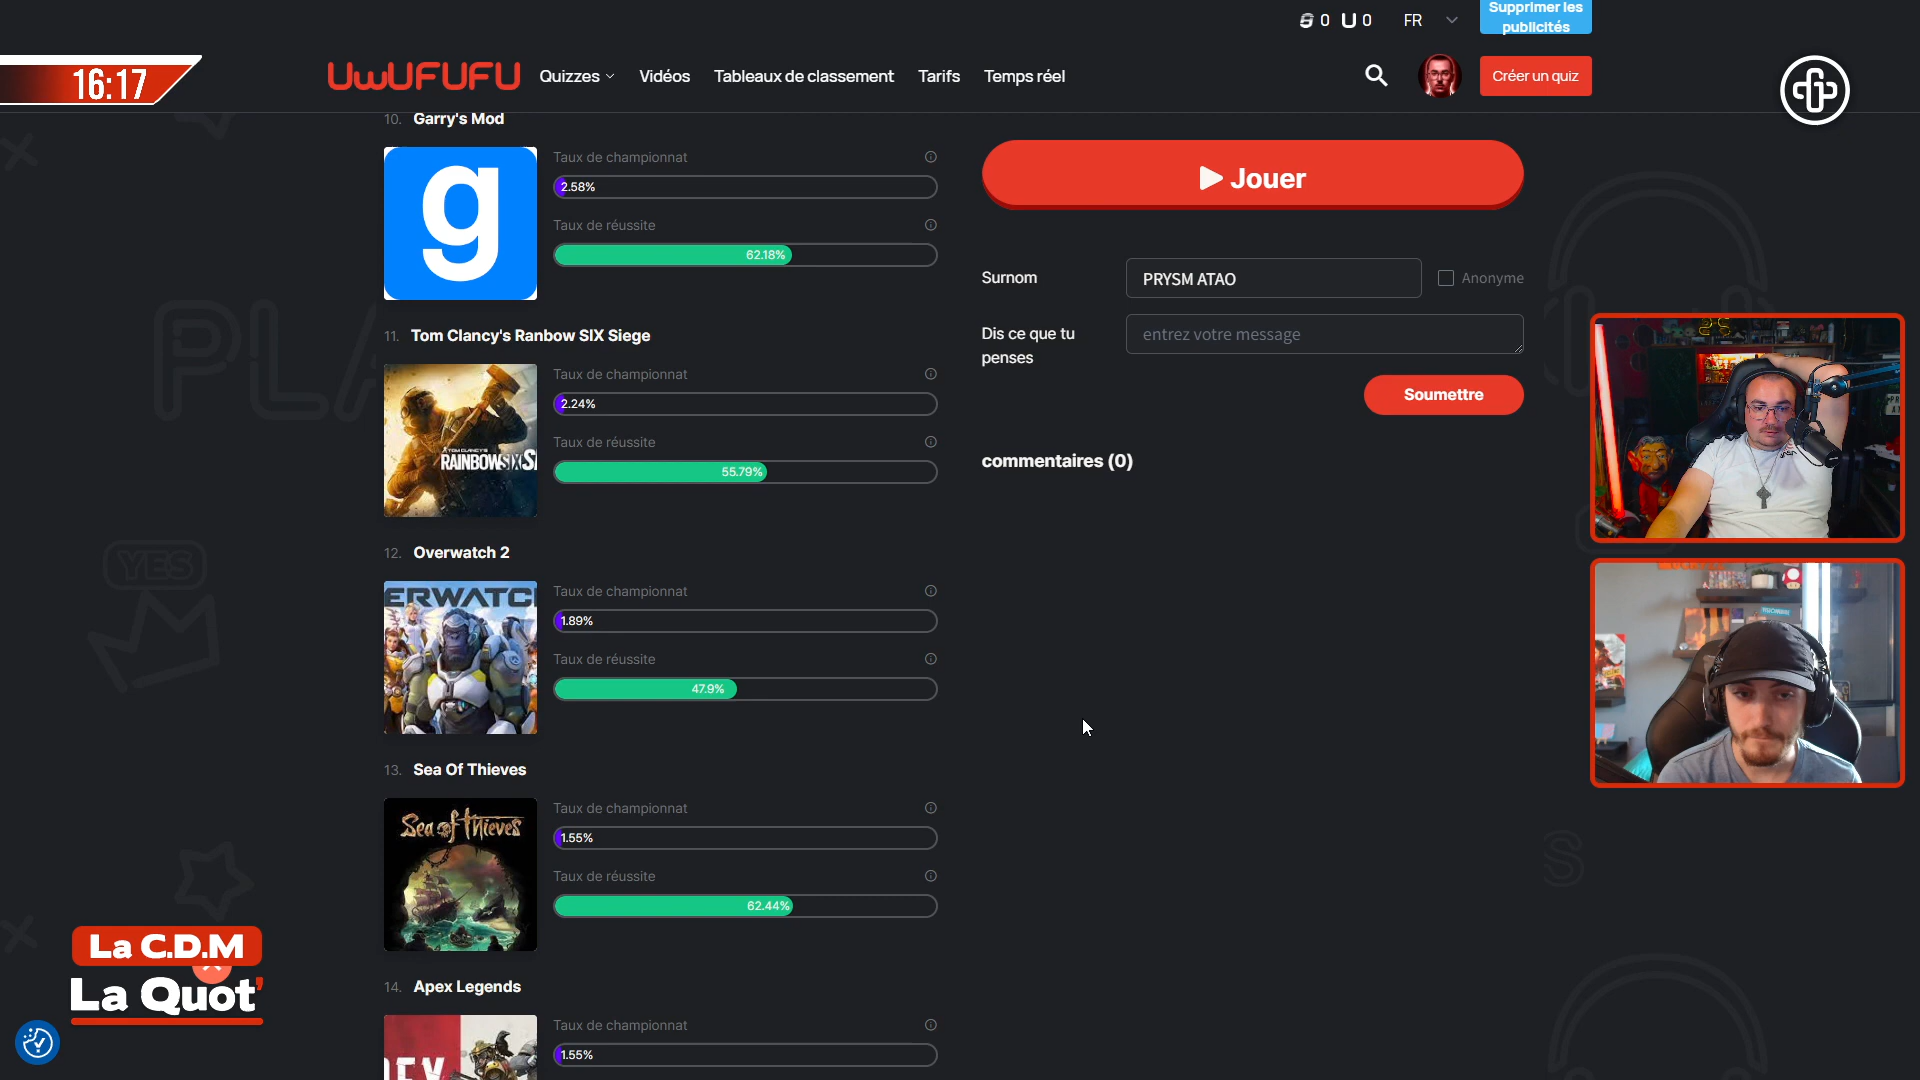 S 0 U 0 FR
Supprimer les
publicités
16:17
UwUFUFU
Quizzes
Vidéos
Tableaux de classement
Tarifs
Temps réel
Créer un quiz
10. Garry's Mod
g
Taux de championnat
2.58%
Taux de réussite
62.18%
11. Tom Clancy's Ranbow SIX Siege
TOM CLANCY'S
RAINBOWSIXS
Taux de championnat
2.24%
Taux de réussite
55.79%
12. Overwatch 2
ERWATC
Taux de championnat
1.89%
Taux de réussite
47.9%
13. Sea Of Thieves
Sea of Thieves
Taux de championnat
1.55%
Taux de réussite
62.44%
14. Apex Legends
Taux de championnat
1.55%
Jouer
Surnom
PRYSM ATAO
Anonyme
Dis ce que tu
penses
entrez votre message
Soumettre
commentaires (0)
PLA
YES
S
La C.D.M
La Quot'